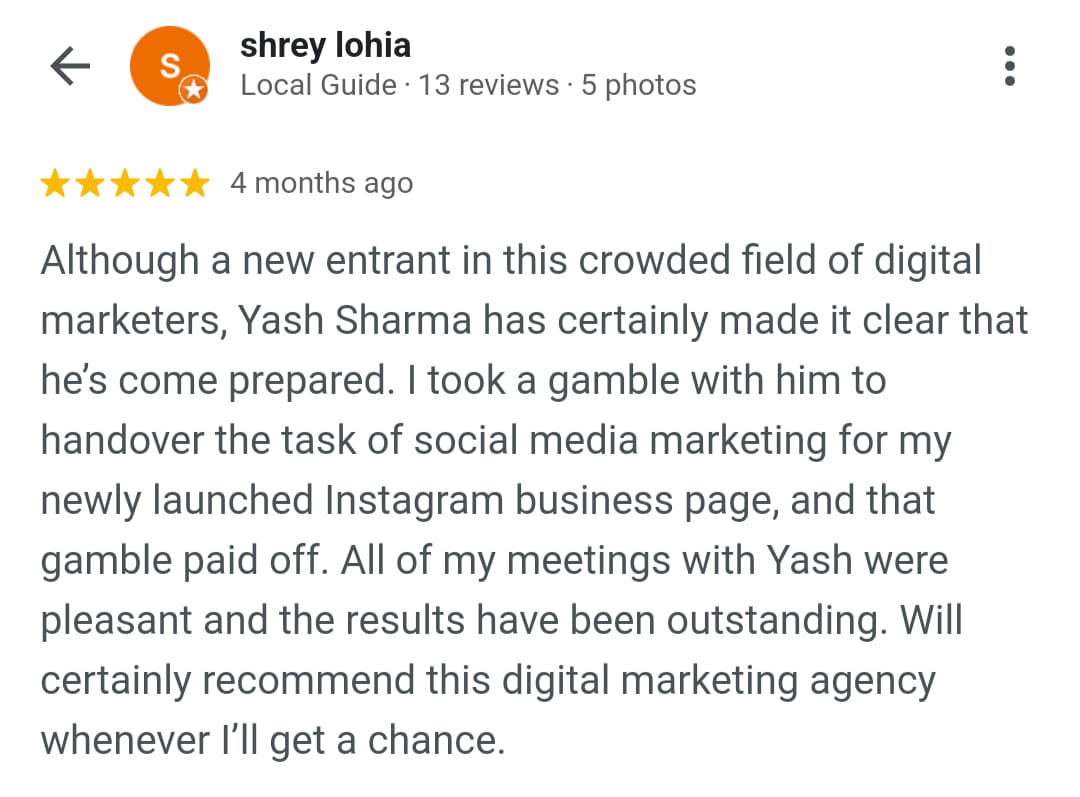 S
shrey lohia
Local Guide · 13 reviews · 5 photos
4 months ago
Although a new entrant in this crowded field of digital
marketers, Yash Sharma has certainly made it clear that
he's come prepared. I took a gamble with him to
handover the task of social media marketing for my
newly launched Instagram business page, and that
gamble paid off. All of my meetings with Yash were
pleasant and the results have been outstanding. Will
certainly recommend this digital marketing agency
whenever I'll get a chance.